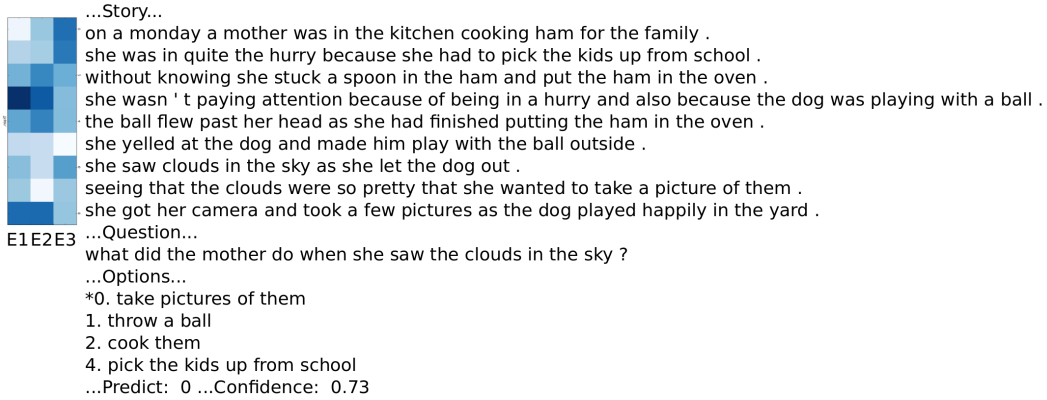 ...Story...
on a monday a mother was in the kitchen cooking ham for the family .
she was in quite the hurry because she had to pick the kids up from school .
without knowing she stuck a spoon in the ham and put the ham in the oven .
she wasn ' t paying attention because of being in a hurry and also because the dog was playing with a ball .
the ball flew past her head as she had finished putting the ham in the oven .
she yelled at the dog and made him play with the ball outside .
she saw clouds in the sky as she let the dog out .
seeing that the clouds were so pretty that she wanted to take a picture of them .
she got her camera and took a few pictures as the dog played happily in the yard .
E1 E2 E3
...Question...
what did the mother do when she saw the clouds in the sky ?
...Options...
*0. take pictures of them
1. throw a ball
2. cook them
4. pick the kids up from school
...Predict:  0 ...Confidence:  0.73